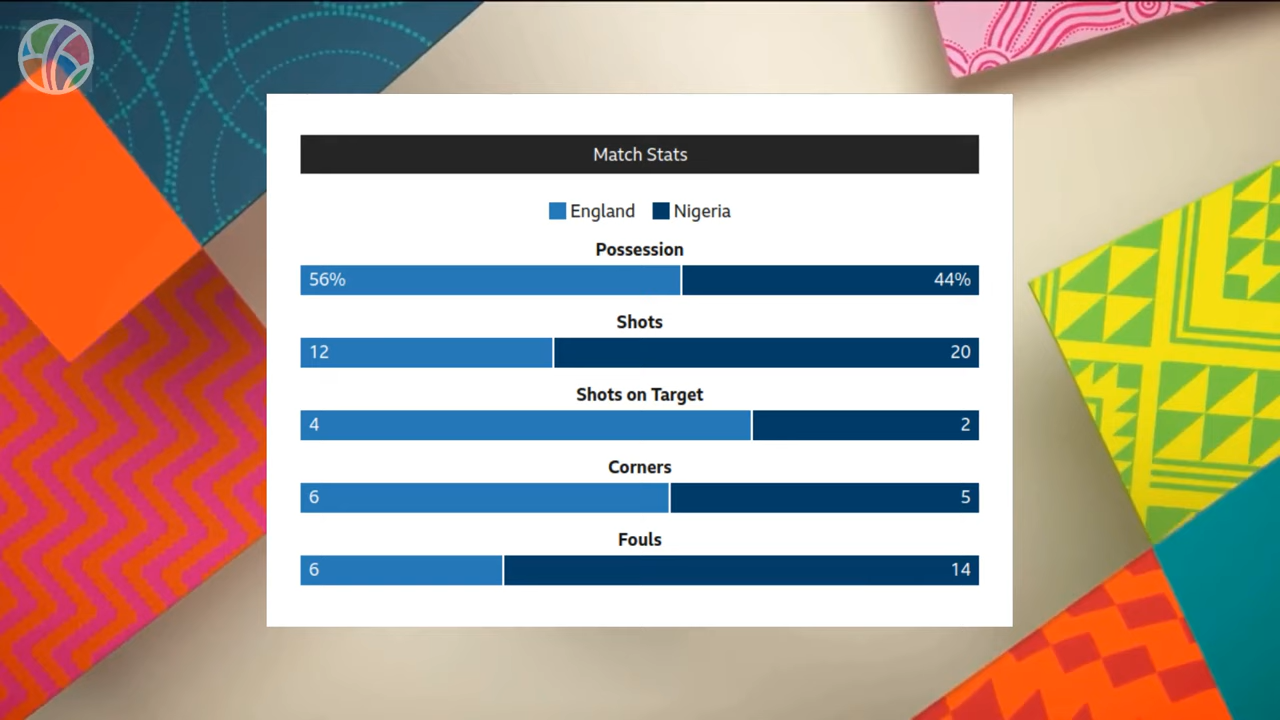 Match Stats
England Nigeria
Possession
56% 44%
Shots
12 20
Shots on Target
4 2
Corners
6 5
Fouls
6 14